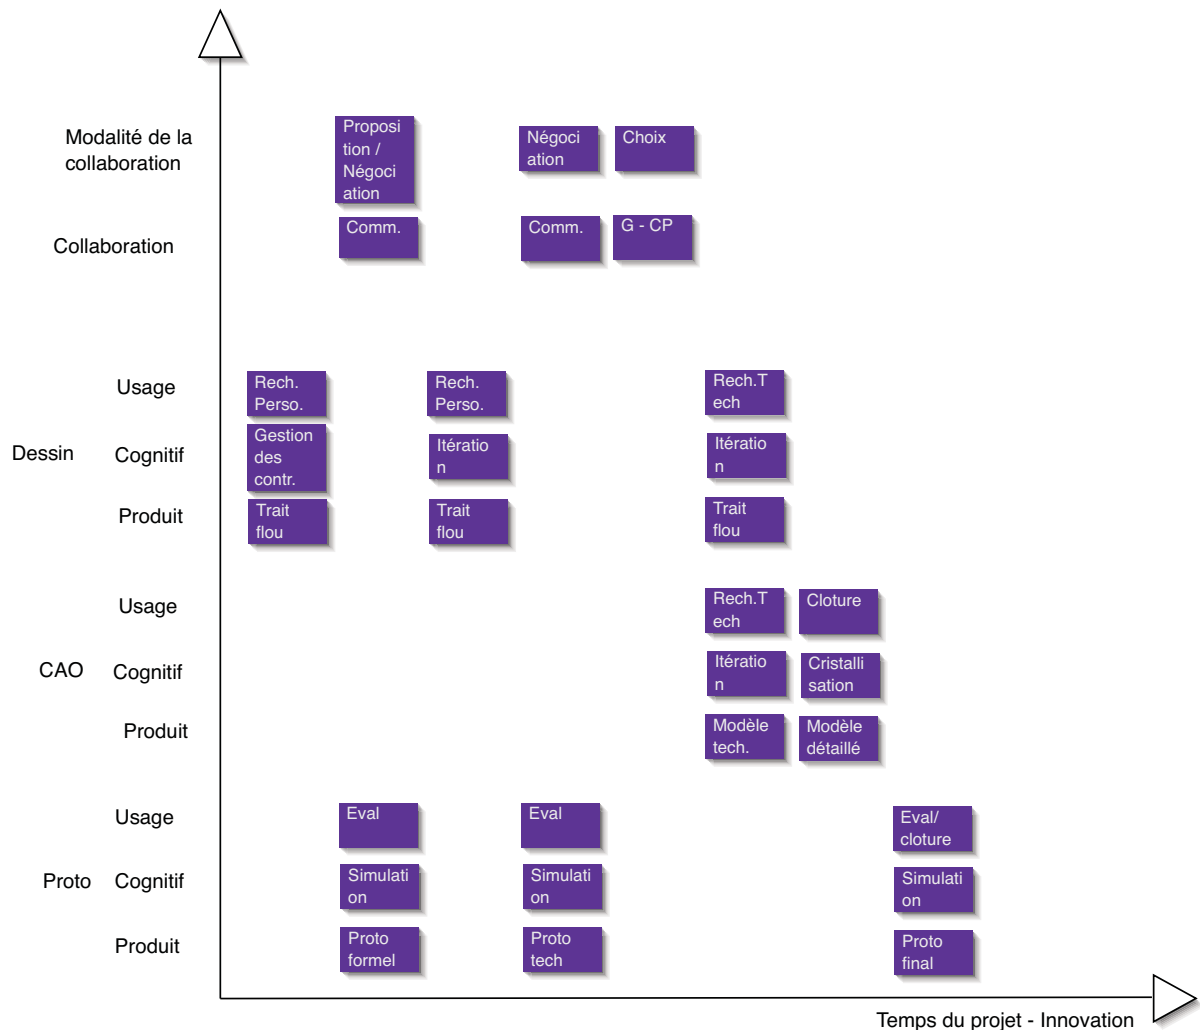 Modalité de la
collaboration
Proposi
tion /
Négoci
ation
Négoci
ation
Choix
Collaboration
Comm.
Comm.
G - CP
Usage
Rech.
Perso.
Rech.
Perso.
Rech.T
ech
Dessin
Cognitif
Gestion
des
contr.
Itératio
n
Itératio
n
Produit
Trait
flou
Trait
flou
Trait
flou
Usage
Rech.T
ech
Cloture
CAO
Cognitif
Itératio
n
Cristalli
sation
Produit
Modèle
tech.
Modèle
détaillé
Usage
Eval
Eval
Eval/
cloture
Proto
Cognitif
Simulati
on
Simulati
on
Simulati
on
Produit
Proto
formel
Proto
tech
Proto
final
Temps du projet - Innovation